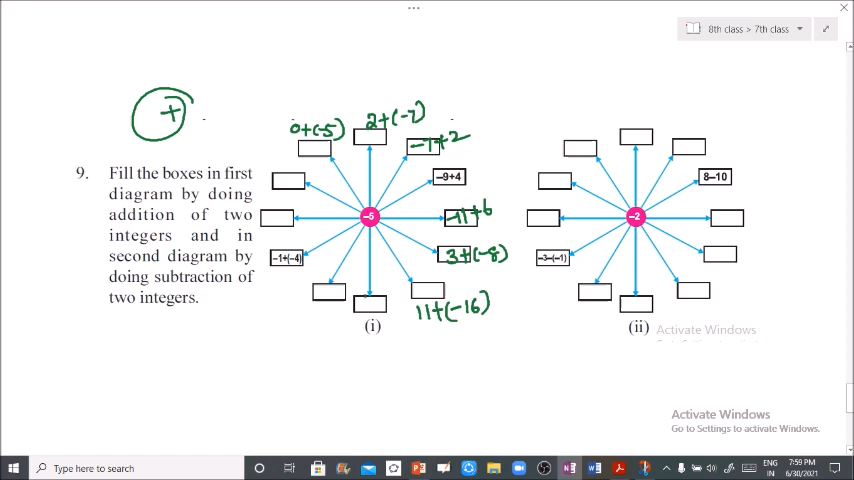 8th class > 7th class
+
0+(-5)
2+(-7)
-7+2
-9+4
-11+6
3+(-8)
11+(-16)
-1+(-4)
-5
(i)
9. Fill the boxes in first
diagram by doing
addition of two
integers and in
second diagram by
doing subtraction of
two integers.
8-10
-2
-3-(-1)
(ii)
Activate Windows
Activate Windows
Go to Settings to activate Windows.
Type here to search
ENG
IN
7:59 PM
6/30/2021